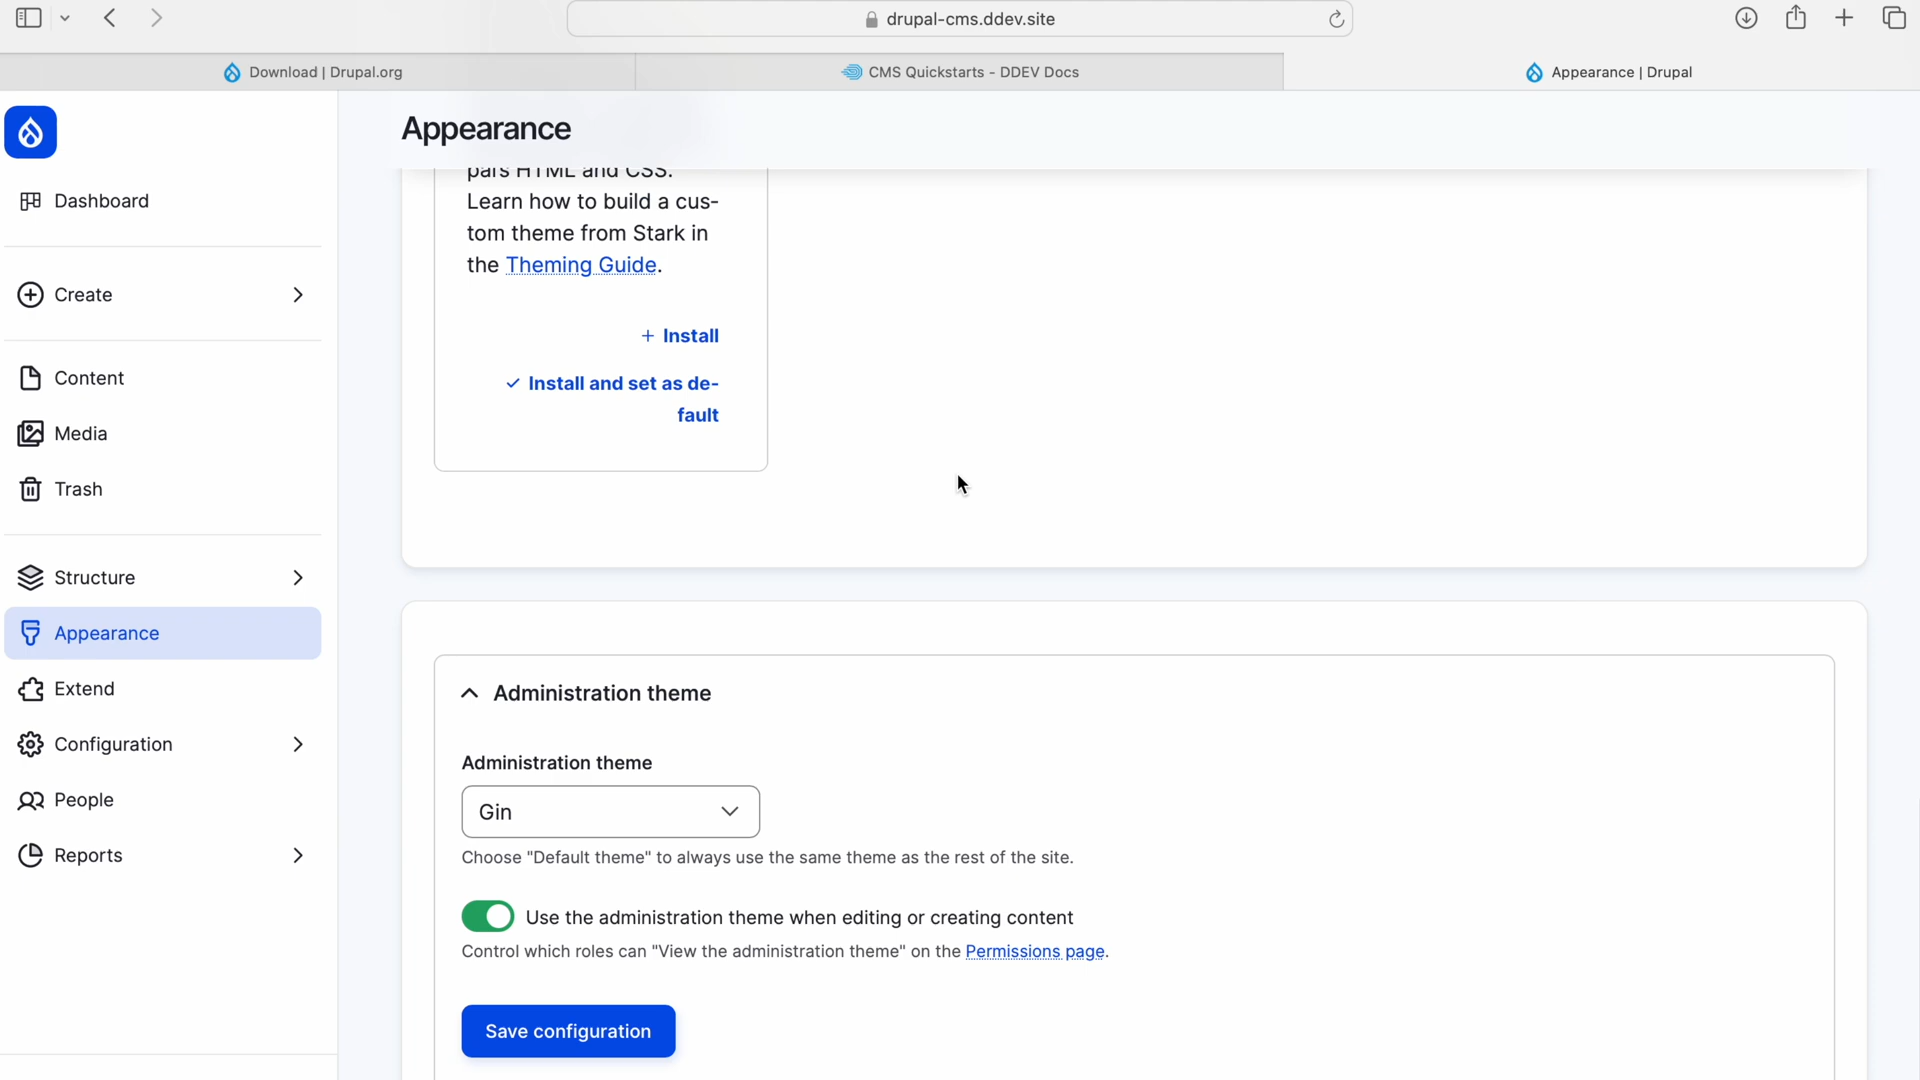 drupal-cms.ddev.site
Download | Drupal.org
CMS Quickstarts - DDEV Docs
Appearance | Drupal
Appearance
pars HTML and CSS.
Learn how to build a cus-
tom theme from Stark in
the Theming Guide.
+ Install
Install and set as de-
fault
Dashboard
Create
Content
Media
Trash
Structure
Appearance
Extend
Configuration
People
Reports
Administration theme
Administration theme
Gin
Choose "Default theme" to always use the same theme as the rest of the site.
Use the administration theme when editing or creating content
Control which roles can "View the administration theme" on the Permissions page.
Save configuration